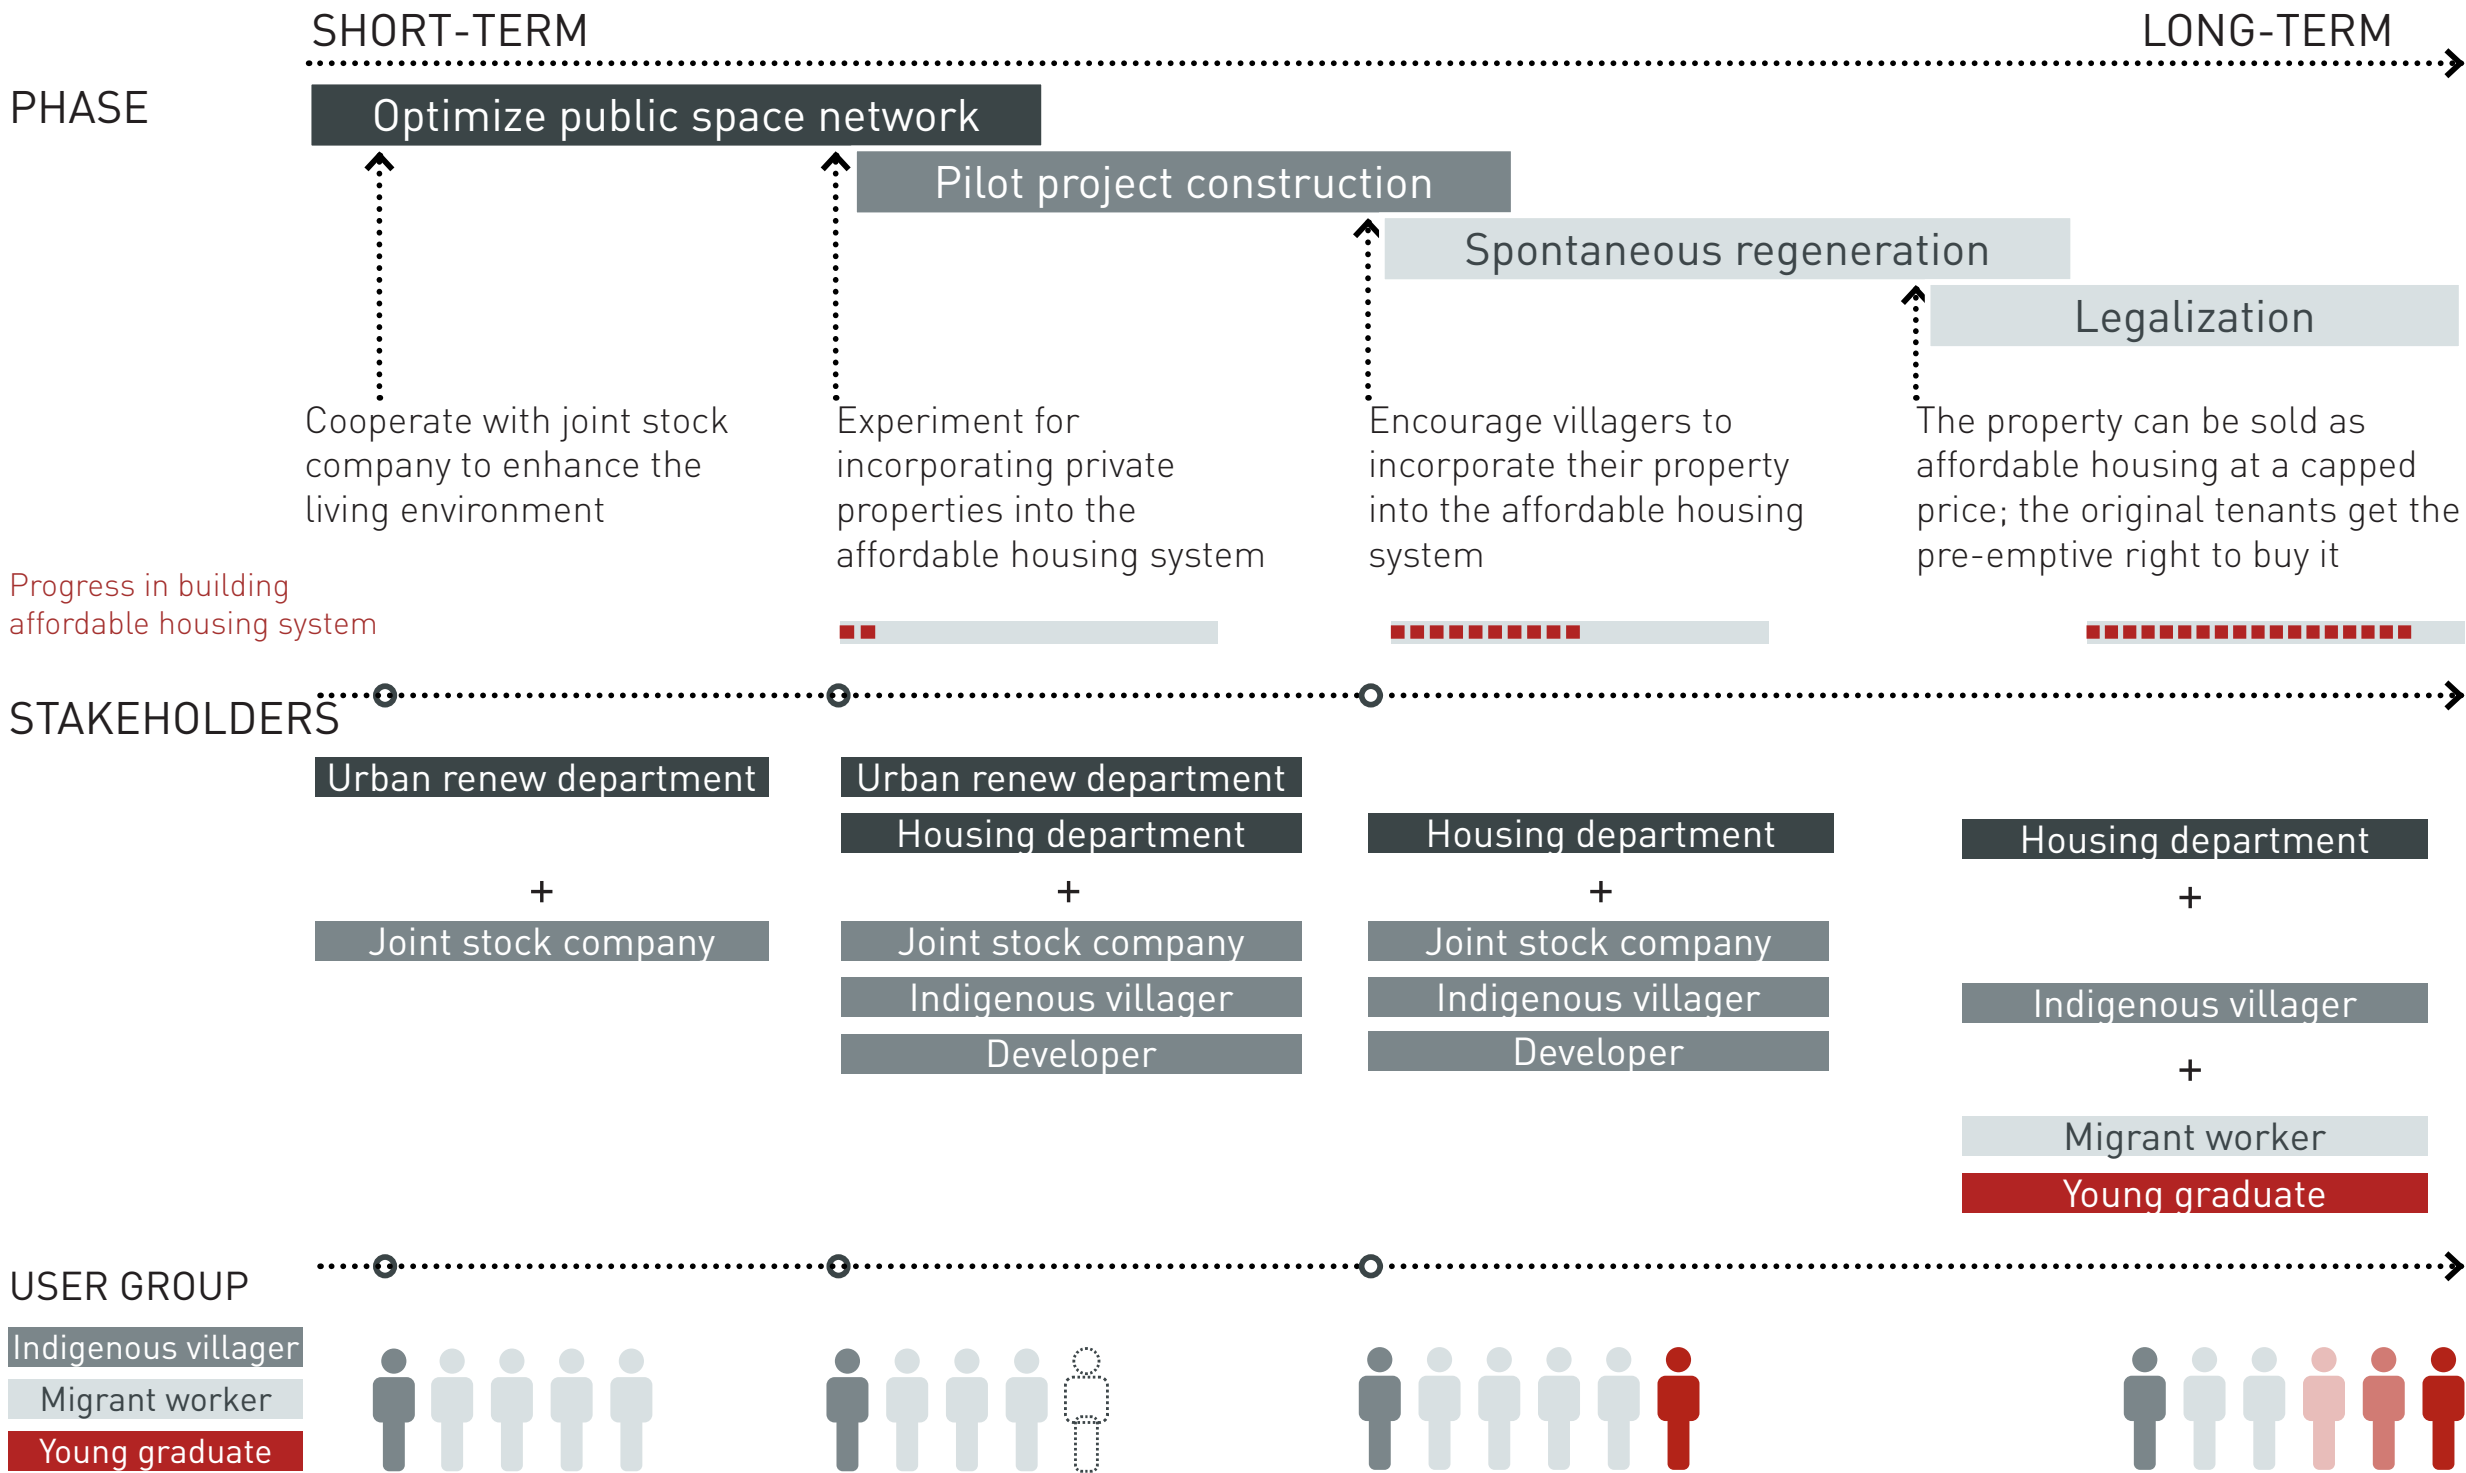 SHORT-TERM
LONG-TERM
PHASE
Optimize public space network
Pilot project construction
Spontaneous regeneration
Legalization
Cooperate with joint stock
company to enhance the
living environment
Experiment for
incorporating private
properties into the
affordable housing system
Encourage villagers to
incorporate their property
into the affordable housing
system
The property can be sold as
affordable housing at a capped
price; the original tenants get the
pre-emptive right to buy it
Progress in building
affordable housing system
STAKEHOLDERS
Urban renew department
+
Joint stock company
Urban renew department
Housing department
+
Joint stock company
Indigenous villager
Developer
Housing department
+
Joint stock company
Indigenous villager
Developer
Housing department
+
Indigenous villager
+
Migrant worker
Young graduate
USER GROUP
Indigenous villager
Migrant worker
Young graduate